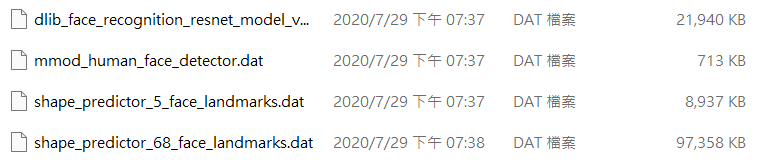 dlib_face_recognition_resnet_model_v... 2020/7/29 下午 07:37 DAT 檔案 21,940 KB
mmod_human_face_detector.dat 2020/7/29 下午 07:37 DAT 檔案 713 KB
shape_predictor_5_face_landmarks.dat 2020/7/29 下午 07:37 DAT 檔案 8,937 KB
shape_predictor_68_face_landmarks.dat 2020/7/29 下午 07:38 DAT 檔案 97,358 KB